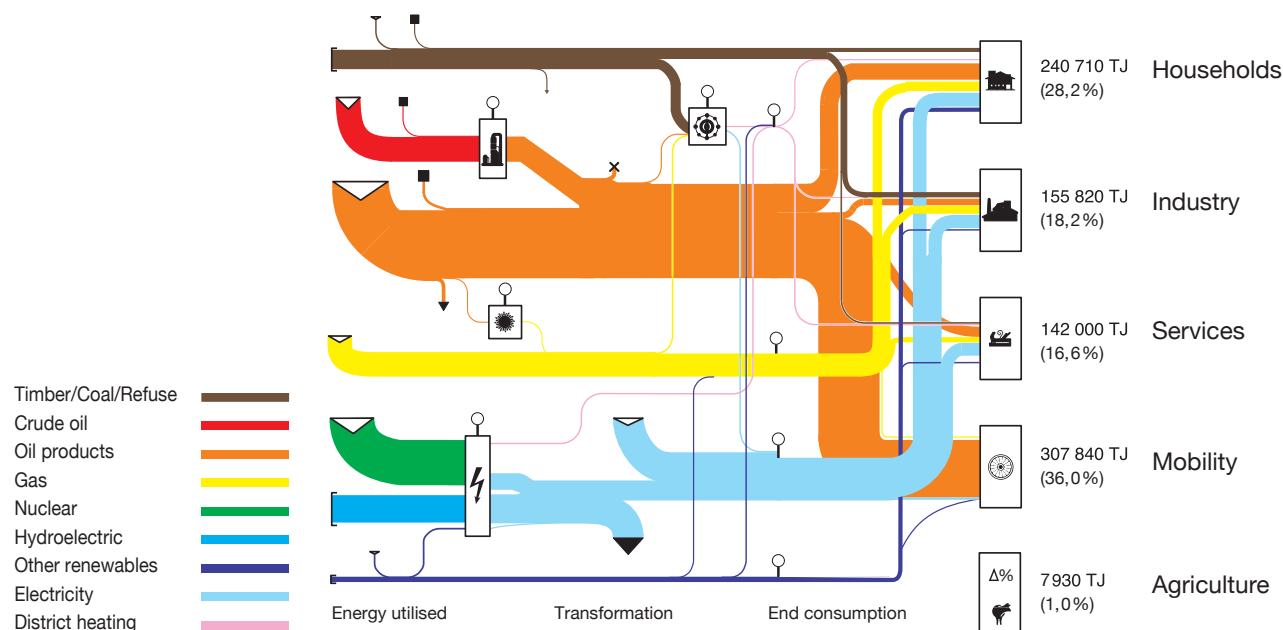 240 710 TJ
(28,2%)
Households
155 820 TJ
(18,2%)
Industry
142 000 TJ
(16,6%)
Services
307 840 TJ
(36,0%)
Mobility
Δ%
7930 TJ
(1,0%)
Agriculture
Timber/Coal/Refuse
Crude oil
Oil products
Gas
Nuclear
Hydroelectric
Other renewables
Electricity
District heating
Energy utilised
Transformation
End consumption